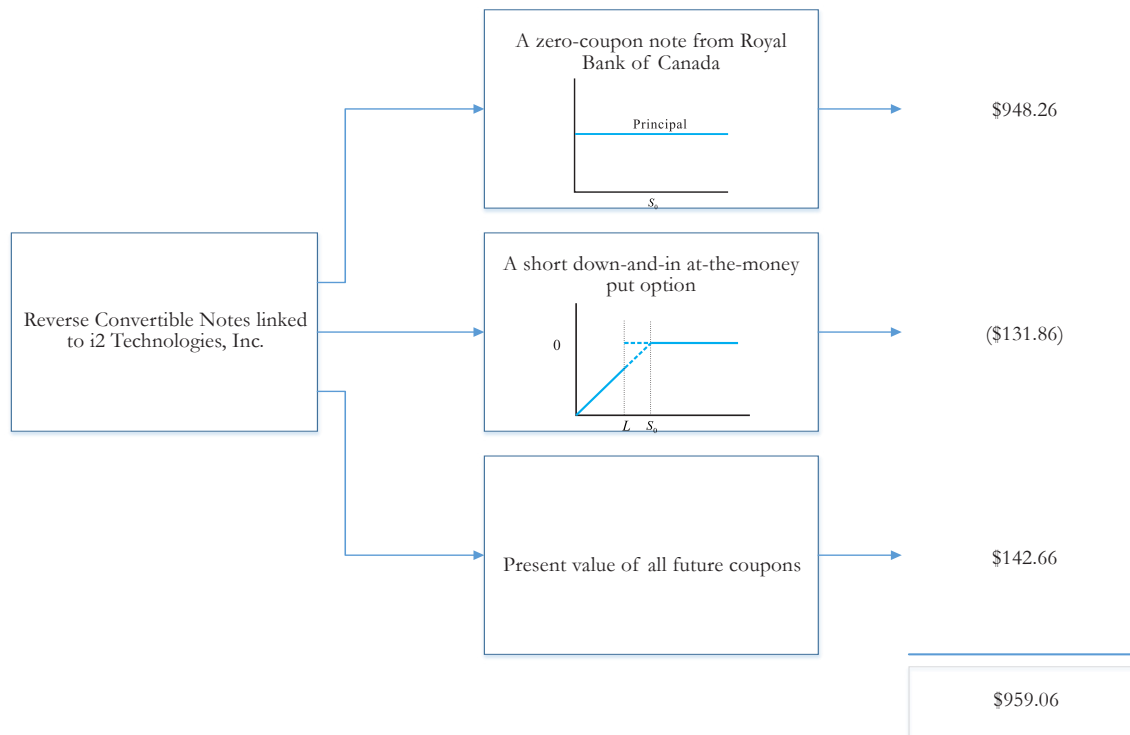 A zero-coupon note from Royal
Bank of Canada
Principal
S₀
$948.26
Reverse Convertible Notes linked
to i2 Technologies, Inc.
A short down-and-in at-the-money
put option
0
L S₀
($131.86)
Present value of all future coupons
$142.66
$959.06